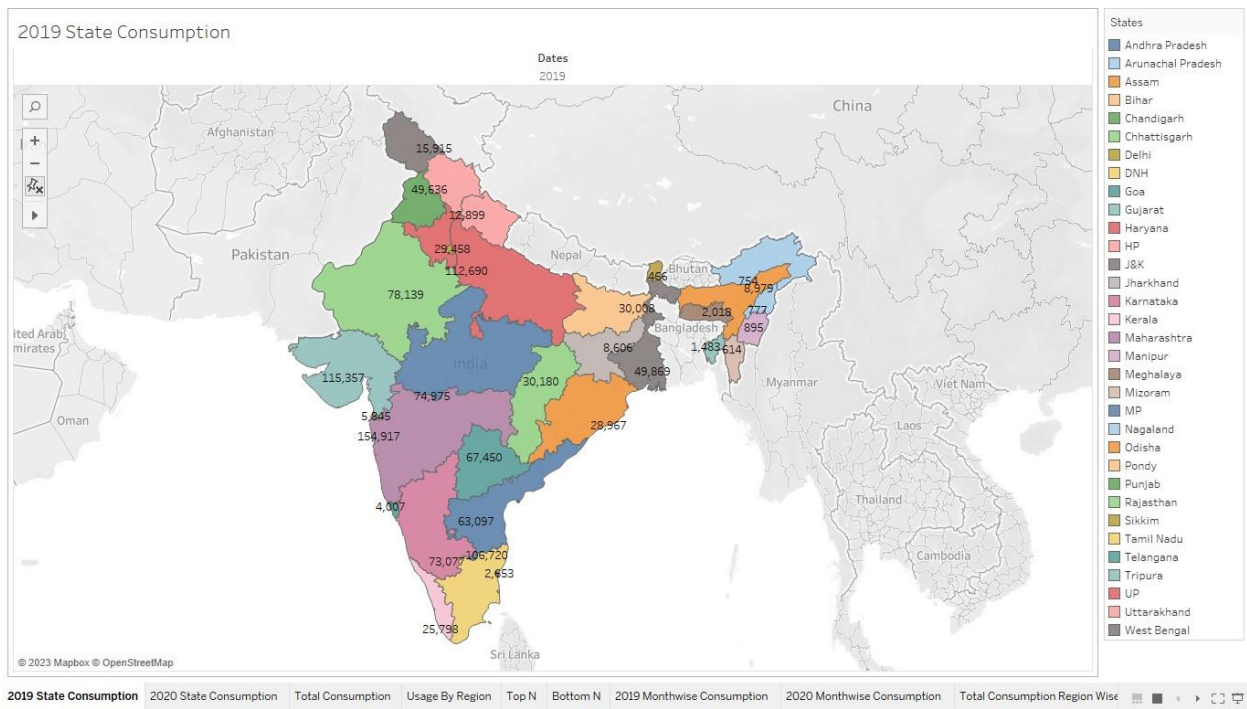 2019 State Consumption
Dates
2019
China
Afghanistan
15,915
49,636
12,899
Pakistan
29,458
112,690
Nepal
466
Bhutan
754
8,979
777
78,139
30,008
2,018
Bangladesh
895
ited Arab
mirates
India
8,606
1,483
614
115,357
30,180
49,869
Myanmar
Viet Nam
74,975
Oman
5,845
154,917
28,967
Laos
67,450
4,007
Thailand
63,097
73,077
106,720
Cambodia
2,653
25,798
Sri Lanka
© 2023 Mapbox © OpenStreetMap
States
Andhra Pradesh
Arunachal Pradesh
Assam
Bihar
Chandigarh
Chhattisgarh
Delhi
DNH
Goa
Gujarat
Haryana
HP
J&K
Jharkhand
Karnataka
Kerala
Maharashtra
Manipur
Meghalaya
Mizoram
MP
Nagaland
Odisha
Pondy
Punjab
Rajasthan
Sikkim
Tamil Nadu
Telangana
Tripura
UP
Uttarakhand
West Bengal
2019 State Consumption 2020 State Consumption Total Consumption Usage By Region Top N Bottom N 2019 Monthwise Consumption 2020 Monthwise Consumption Total Consumption Region Wise